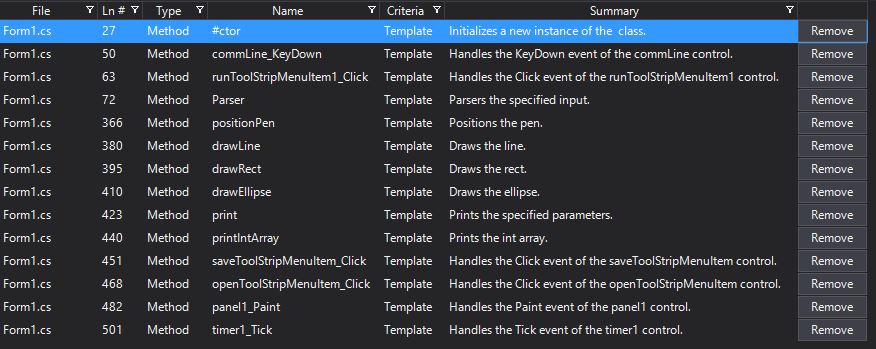 File Ln # Type Name Criteria Summary
Form1.cs 27 Method #ctor Template Initializes a new instance of the  class. Remove
Form1.cs 50 Method commLine_KeyDown Template Handles the KeyDown event of the commLine control. Remove
Form1.cs 63 Method runToolStripMenuItem1_Click Template Handles the Click event of the runToolStripMenuItem1 control. Remove
Form1.cs 72 Method Parser Template Parsers the specified input. Remove
Form1.cs 366 Method positionPen Template Positions the pen. Remove
Form1.cs 380 Method drawLine Template Draws the line. Remove
Form1.cs 395 Method drawRect Template Draws the rect. Remove
Form1.cs 410 Method drawEllipse Template Draws the ellipse. Remove
Form1.cs 423 Method print Template Prints the specified parameters. Remove
Form1.cs 440 Method printIntArray Template Prints the int array. Remove
Form1.cs 451 Method saveToolStripMenuItem_Click Template Handles the Click event of the saveToolStripMenuItem control. Remove
Form1.cs 468 Method openToolStripMenuItem_Click Template Handles the Click event of the openToolStripMenuItem control. Remove
Form1.cs 482 Method panel1_Paint Template Handles the Paint event of the panel1 control. Remove
Form1.cs 501 Method timer1_Tick Template Handles the Tick event of the timer1 control. Remove